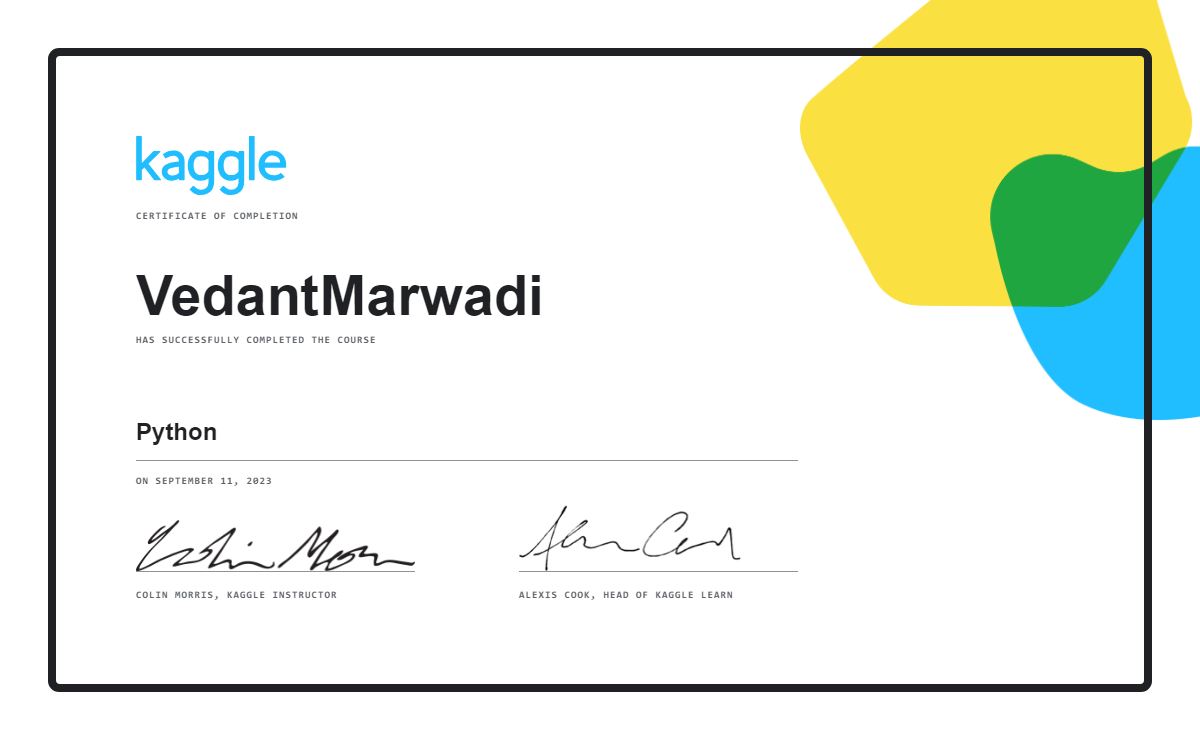 kaggle
CERTIFICATE OF COMPLETION
VedantMarwadi
HAS SUCCESSFULLY COMPLETED THE COURSE
Python
ON SEPTEMBER 11, 2023
COLIN MORRIS, KAGGLE INSTRUCTOR
ALEXIS COOK, HEAD OF KAGGLE LEARN